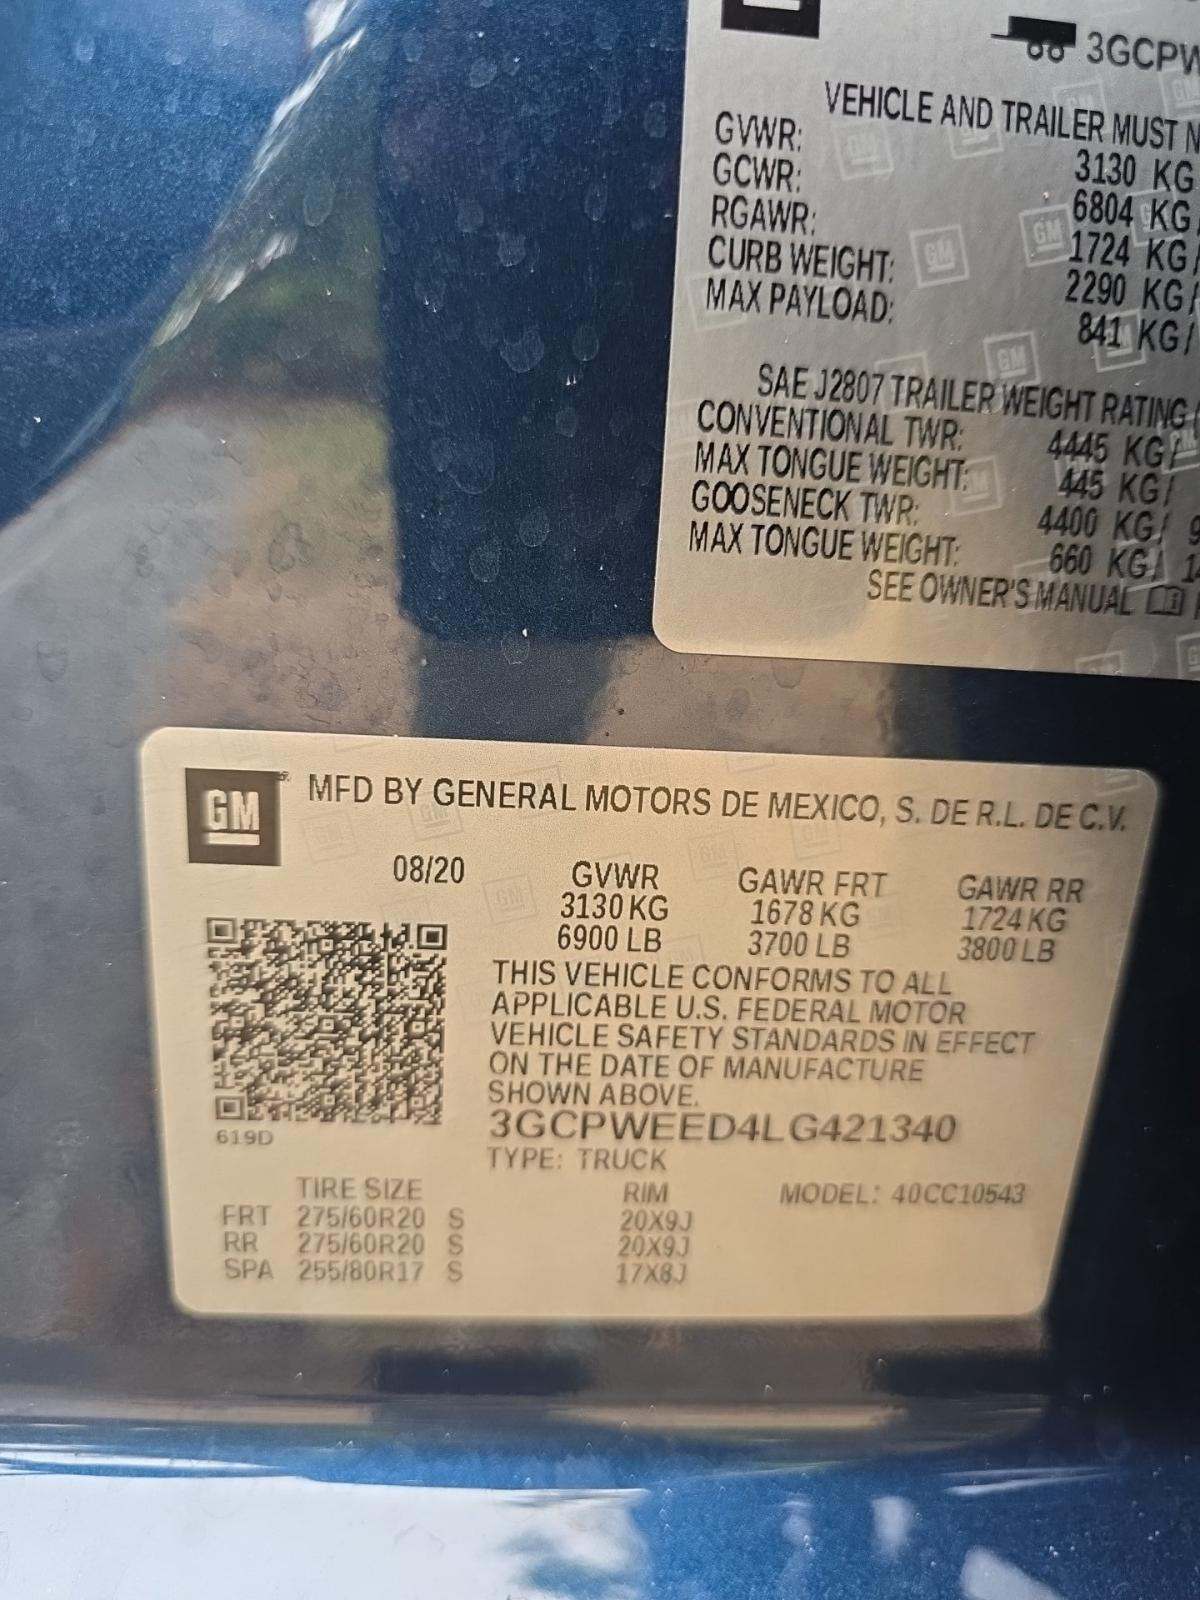 3GCPW
VEHICLE AND TRAILER MUST N
GVWR: 3130 KG
GCWR: 6804 KG
RGAWR: 1724 KG/
CURB WEIGHT: 2290 KG/
MAX PAYLOAD: 841 KG/
SAE J2807 TRAILER WEIGHT RATING
CONVENTIONAL TWR: 4445 KG/
MAX TONGUE WEIGHT: 445 KG/
GOOSENECK TWR: 4400 KG/ 9
MAX TONGUE WEIGHT: 660 KG/ 14
SEE OWNER'S MANUAL
GM MFD BY GENERAL MOTORS DE MEXICO, S. DE R.L. DE C.V.
08/20 GVWR GAWR FRT GAWR RR
3130 KG 1678 KG 1724 KG
6900 LB 3700 LB 3800 LB
THIS VEHICLE CONFORMS TO ALL
APPLICABLE U.S. FEDERAL MOTOR
VEHICLE SAFETY STANDARDS IN EFFECT
ON THE DATE OF MANUFACTURE
SHOWN ABOVE.
3GCPWEED4LG421340
619D
TYPE: TRUCK
TIRE SIZE RIM MODEL: 40CC10543
FRT 275/60R20 S 20X9J
RR 275/60R20 S 20X9J
SPA 255/80R17 S 17X8J